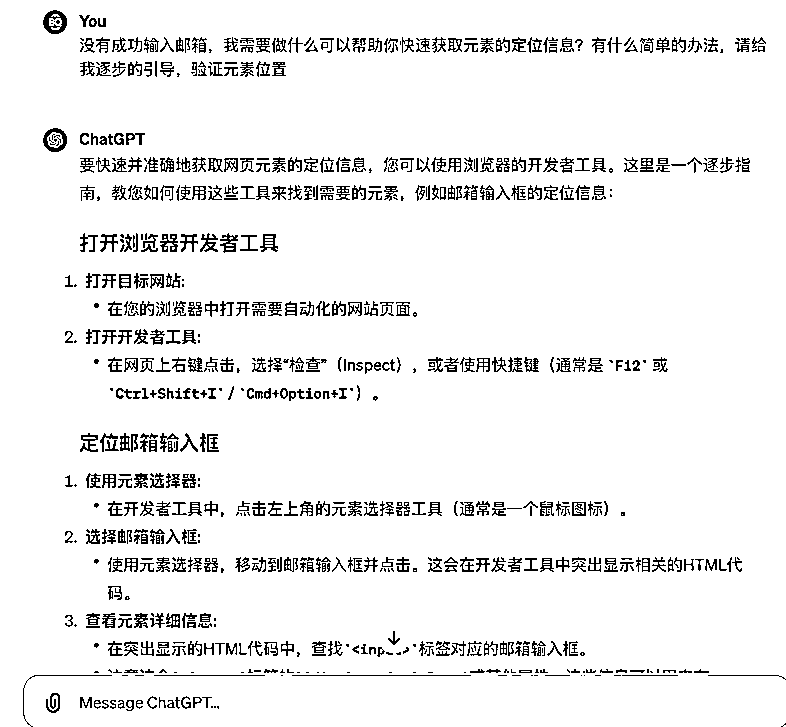 You
没有成功输入邮箱，我需要做什么可以帮助你快速获取元素的定位信息？有什么简单的办法，请给
我逐步的引导，验证元素位置
ChatGPT
要快速并准确地获取网页元素的定位信息，您可以使用浏览器的开发者工具。这里是一个逐步指
南，教您如何使用这些工具来找到需要的元素，例如邮箱输入框的定位信息：
打开浏览器开发者工具
1. 打开目标网站:
• 在您的浏览器中打开需要自动化的网站页面。
2. 打开开发者工具:
• 在网页上右键点击，选择“检查”（Inspect），或者使用快捷键（通常是 `F12` 或
`Ctrl+Shift+I` / `Cmd+Option+I`）。
定位邮箱输入框
1. 使用元素选择器:
• 在开发者工具中，点击左上角的元素选择器工具（通常是一个鼠标图标）。
2. 选择邮箱输入框:
• 使用元素选择器，移动到邮箱输入框并点击。这会在开发者工具中突出显示相关的HTML代
码。
3. 查看元素详细信息:
• 在突出显示的HTML代码中，查找 标签对应的邮箱输入框。
Message ChatGPT...